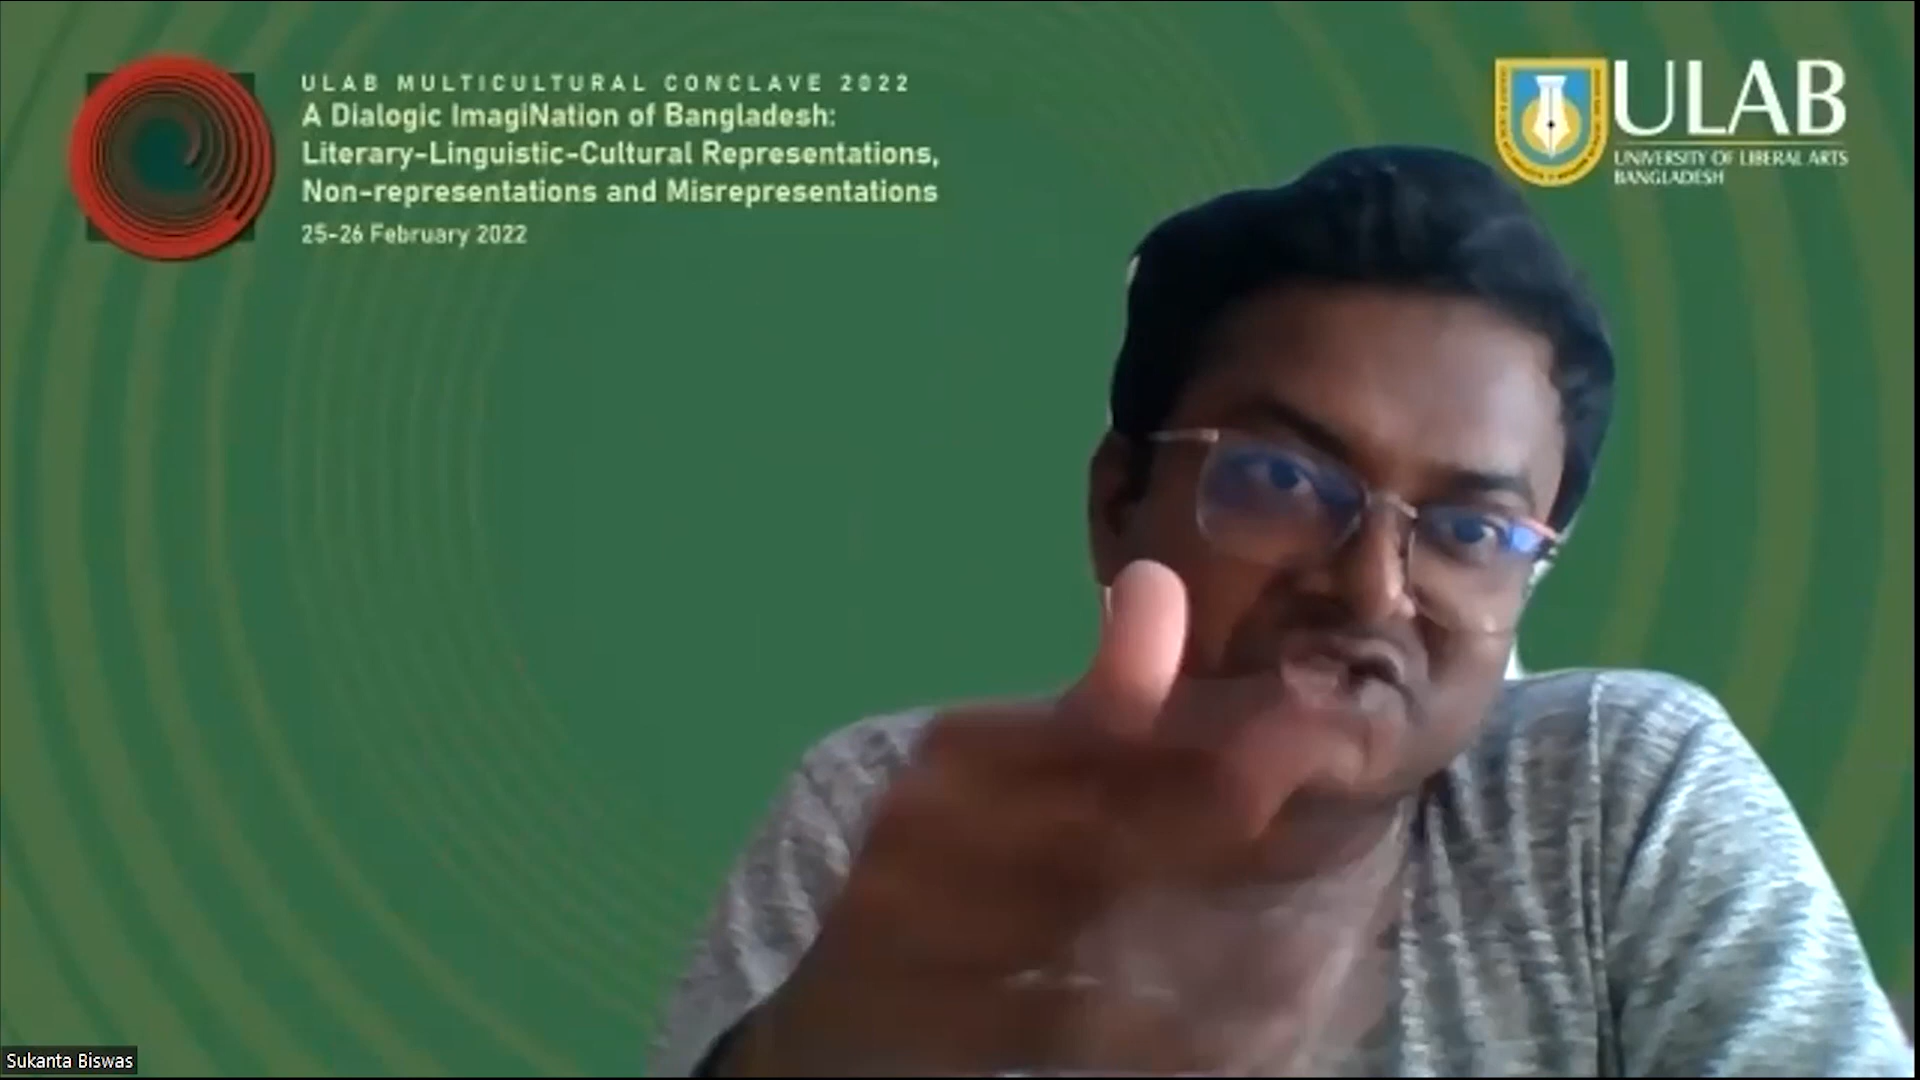 ULAB MULTICULTURAL CONCLAVE 2022
A Dialogic ImagiNation of Bangladesh:
Literary-Linguistic-Cultural Representations,
Non-representations and Misrepresentations
25-26 February 2022
ULAB
UNIVERSITY OF LIBERAL ARTS
BANGLADESH
Sukanta Biswas